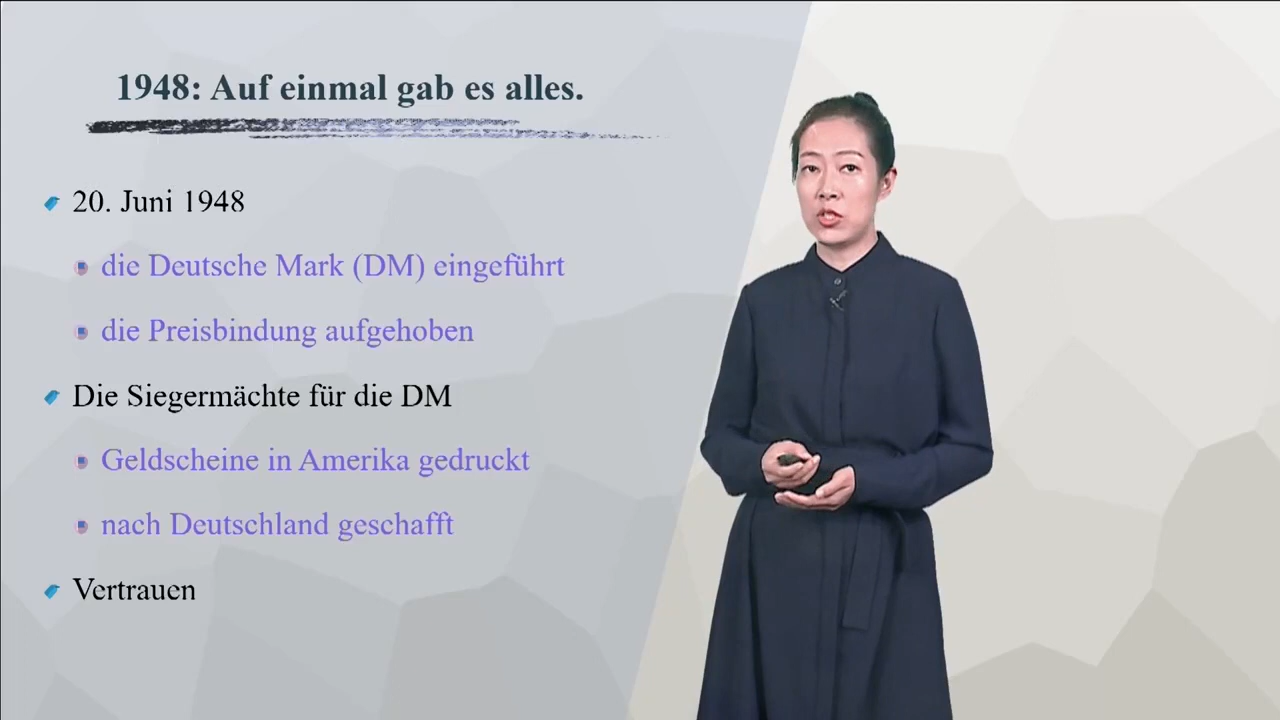 1948: Auf einmal gab es alles.
20. Juni 1948
die Deutsche Mark (DM) eingeführt
die Preisbindung aufgehoben
Die Siegermächte für die DM
Geldscheine in Amerika gedruckt
nach Deutschland geschafft
Vertrauen